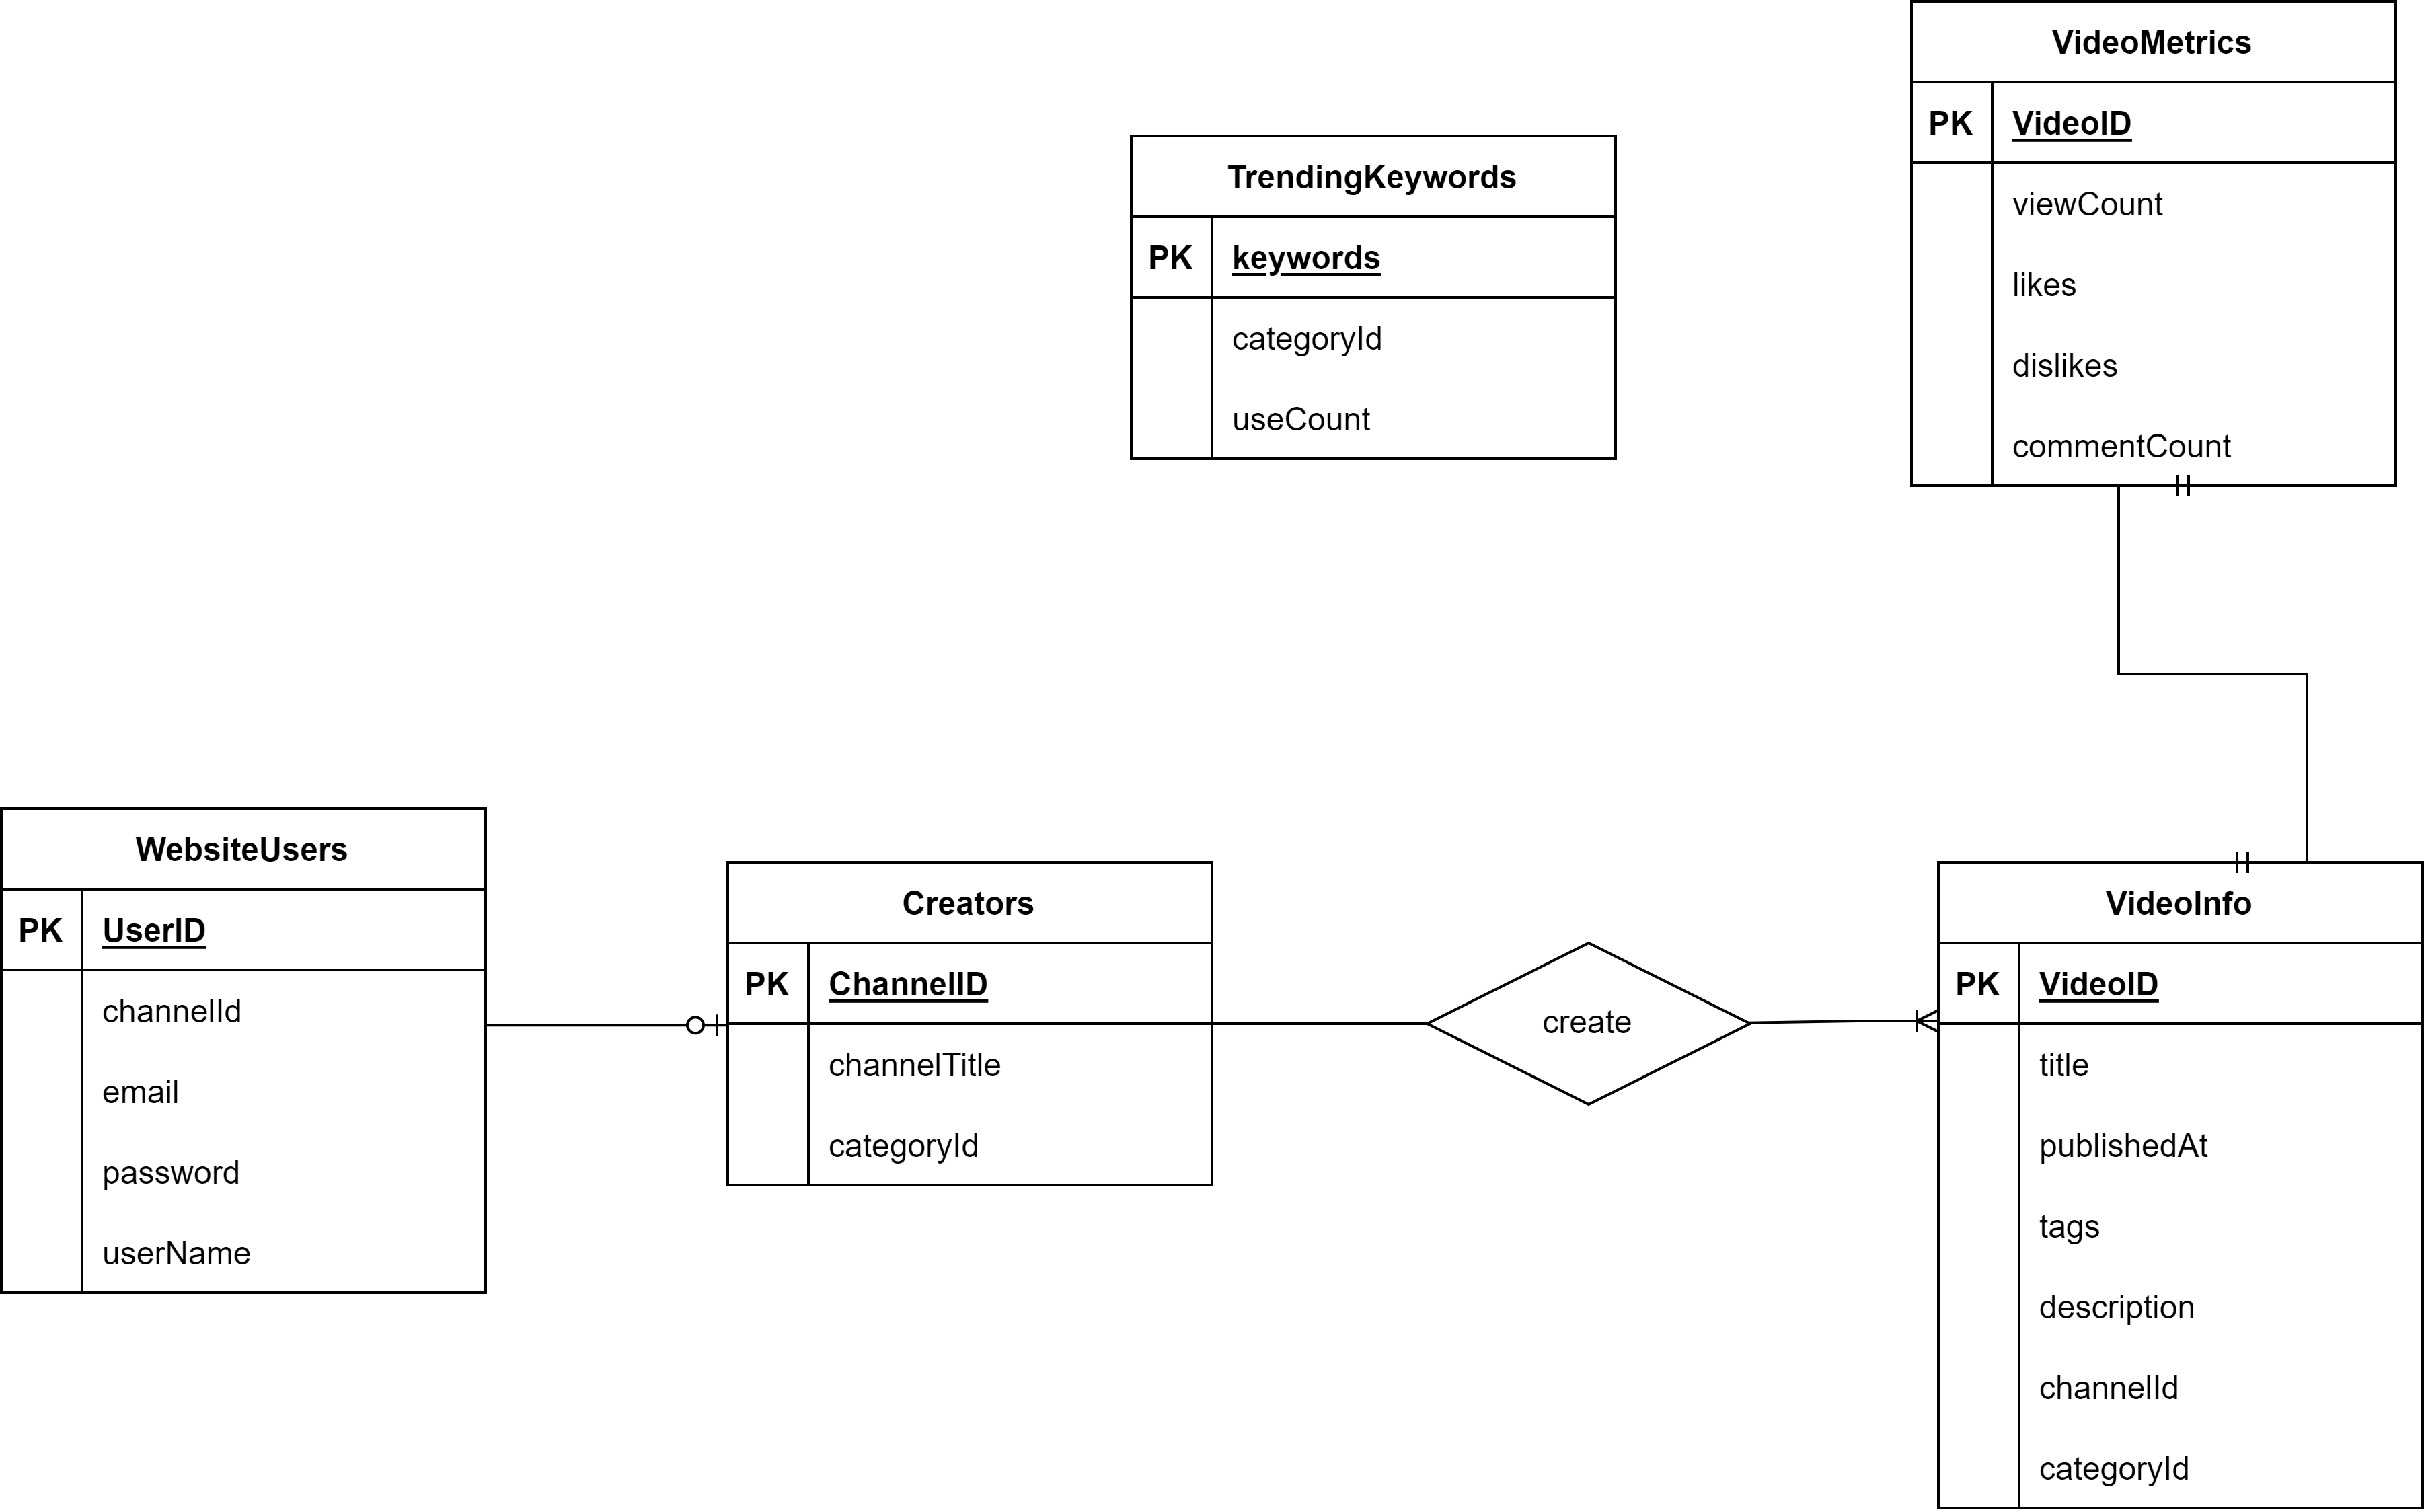 VideoMetrics
PK VideoID
viewCount
likes
dislikes
commentCount
TrendingKeywords
PK keywords
categoryId
useCount
WebsiteUsers
PK UserID
channelId
email
password
userName
Creators
PK ChannelID
channelTitle
categoryId
create
VideoInfo
PK VideoID
title
publishedAt
tags
description
channelId
categoryId